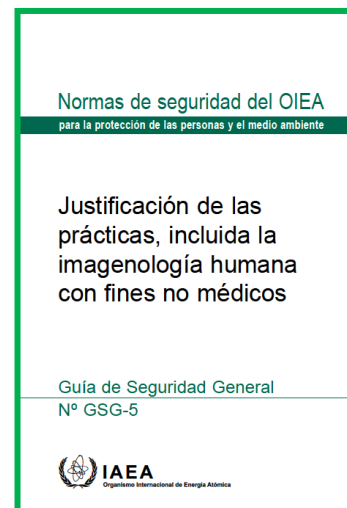 Normas de seguridad del OIEA
para la protección de las personas y el medio ambiente
Justificación de las
prácticas, incluida la
imagenología humana
con fines no médicos
Guía de Seguridad General
Nº GSG-5
IAEA
Organismo Internacional de Energía Atómica